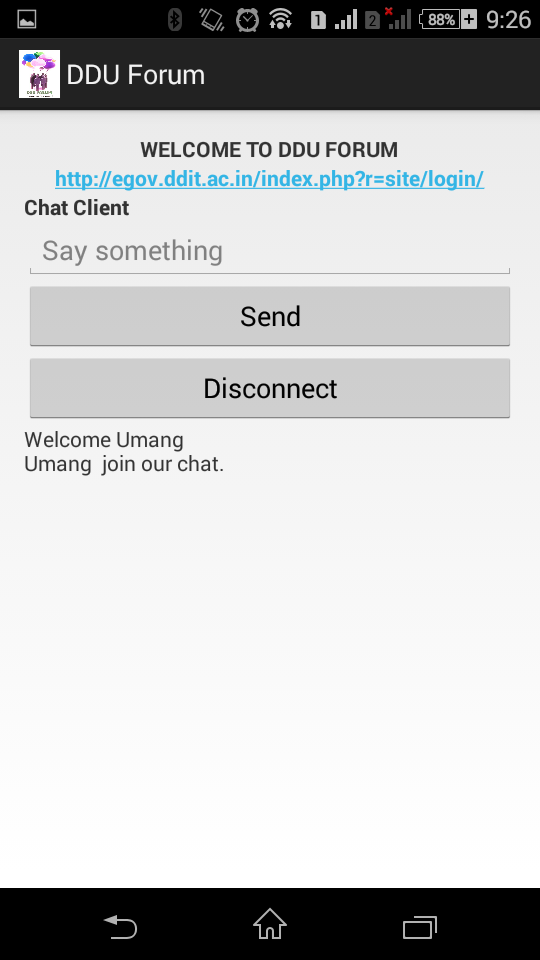 1 2 88% 9:26
DDU Forum
WELCOME TO DDU FORUM
http://egov.ddit.ac.in/index.php?r=site/login/
Chat Client
Say something
Send
Disconnect
Welcome Umang
Umang  join our chat.